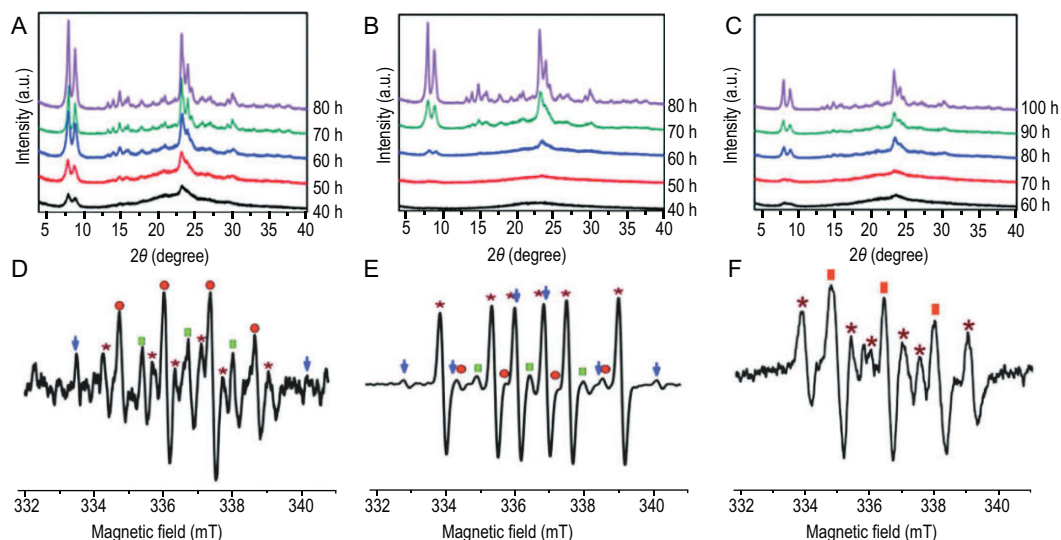 A
Intensity (a.u.)
80 h
70 h
60 h
50 h
40 h
5 10 15 20 25 30 35 40
2θ (degree)
B
Intensity (a.u.)
80 h
70 h
60 h
50 h
40 h
5 10 15 20 25 30 35 40
2θ (degree)
C
Intensity (a.u.)
100 h
90 h
80 h
70 h
60 h
5 10 15 20 25 30 35 40
2θ (degree)
D
332 334 336 338 340
Magnetic field (mT)
E
332 334 336 338 340
Magnetic field (mT)
F
332 334 336 338 340
Magnetic field (mT)